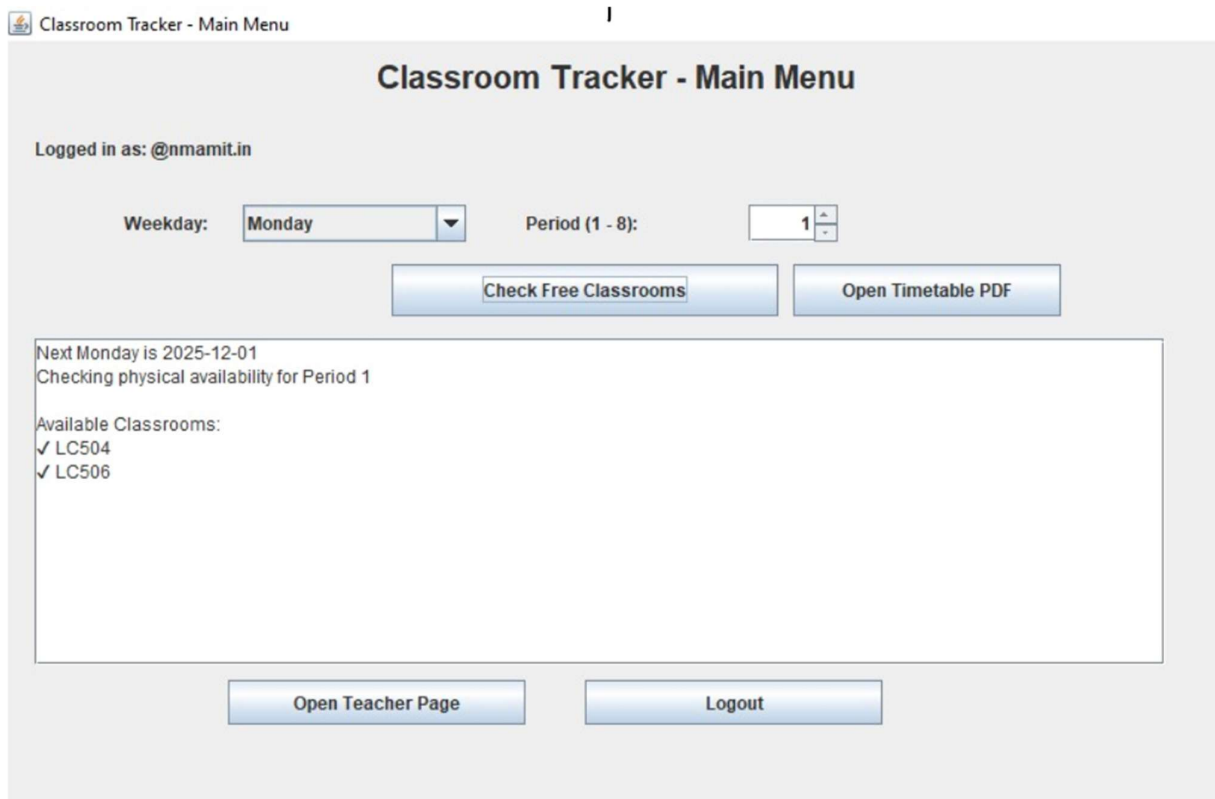 Classroom Tracker - Main Menu
Classroom Tracker - Main Menu
Logged in as: @nmamit.in
Weekday: Monday Period (1 - 8): 1
Check Free Classrooms Open Timetable PDF
Next Monday is 2025-12-01
Checking physical availability for Period 1
Available Classrooms:
✓ LC504
✓ LC506
Open Teacher Page Logout